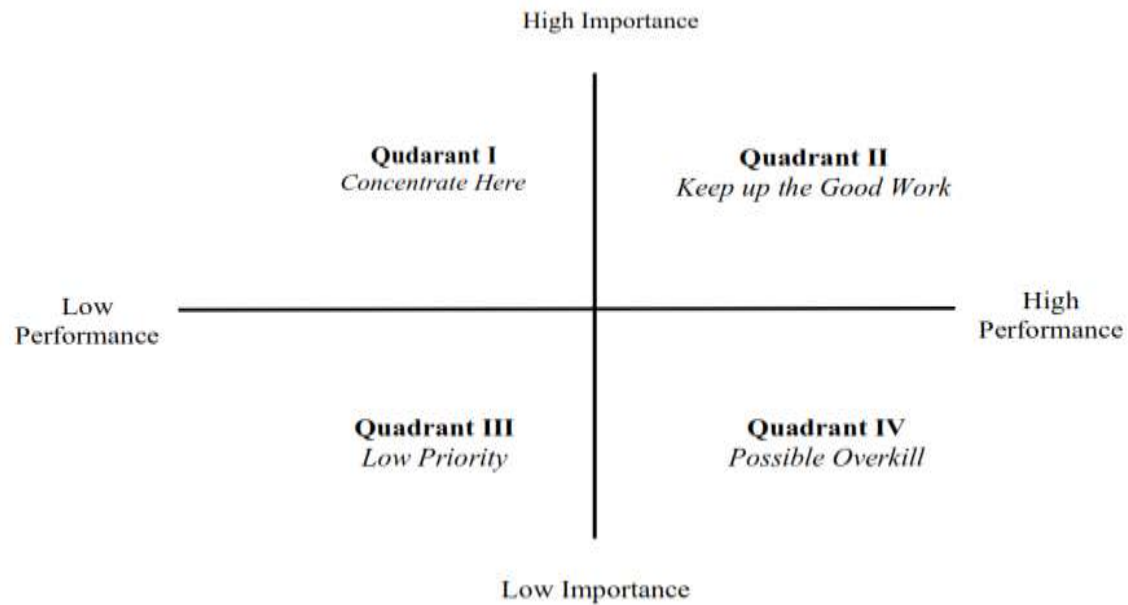 High Importance
Qudarant I
Concentrate Here
Quadrant II
Keep up the Good Work
Low
Performance
High
Performance
Quadrant III
Low Priority
Quadrant IV
Possible Overkill
Low Importance